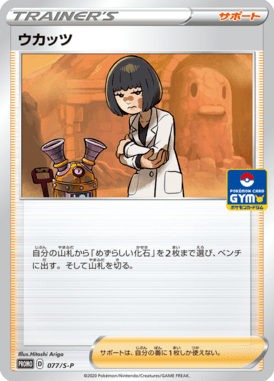 TRAINER'S
サポート
ウカッツ
POKÉMON CARD
GYM
ポケモンカードジム
自分の山札から「めずらしい化石」を2枚まで選び、ベンチ
に出す。そして山札を切る。
Illus.Hitoshi Ariga
サポートは、自分の番に1枚しか使えない。
PROMO D 077/S-P
©2020 Pokémon/Nintendo/Creatures/GAME FREAK.